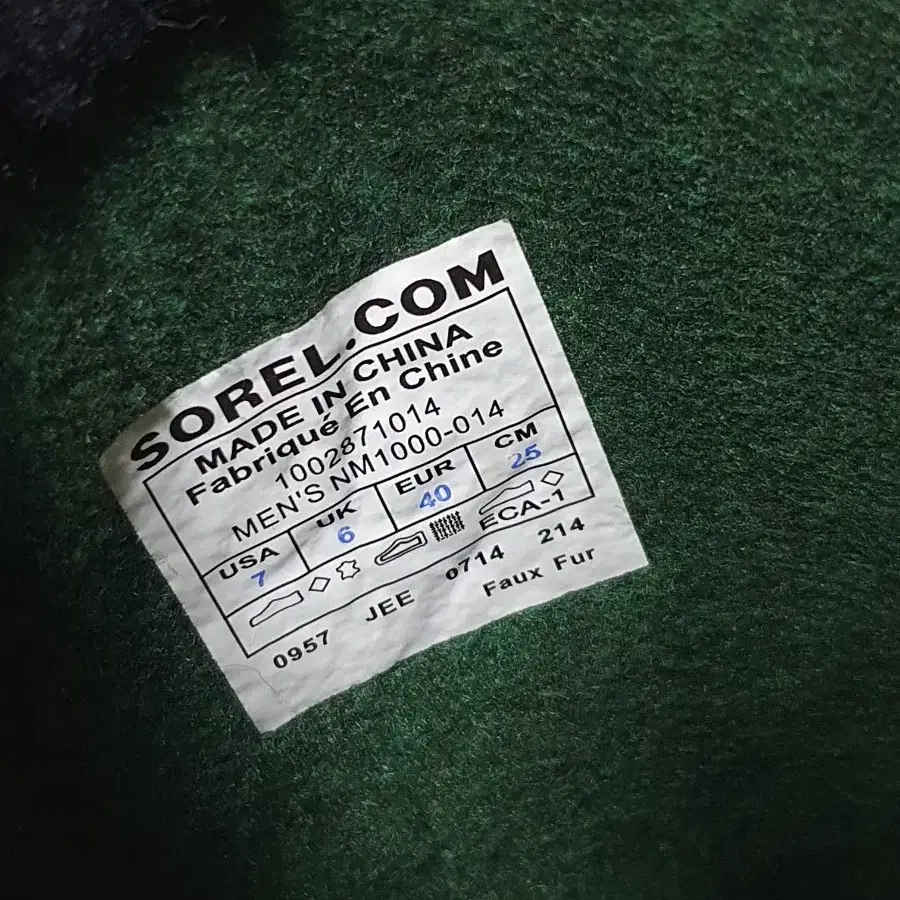 SOREL.COM
MADE IN CHINA
Fabriqué En Chine
1002871014
MEN'S NM1000-014
USA UK EUR CM
7 6 40 25
ECA-1
0957 JEE 0714 214
Faux Fur